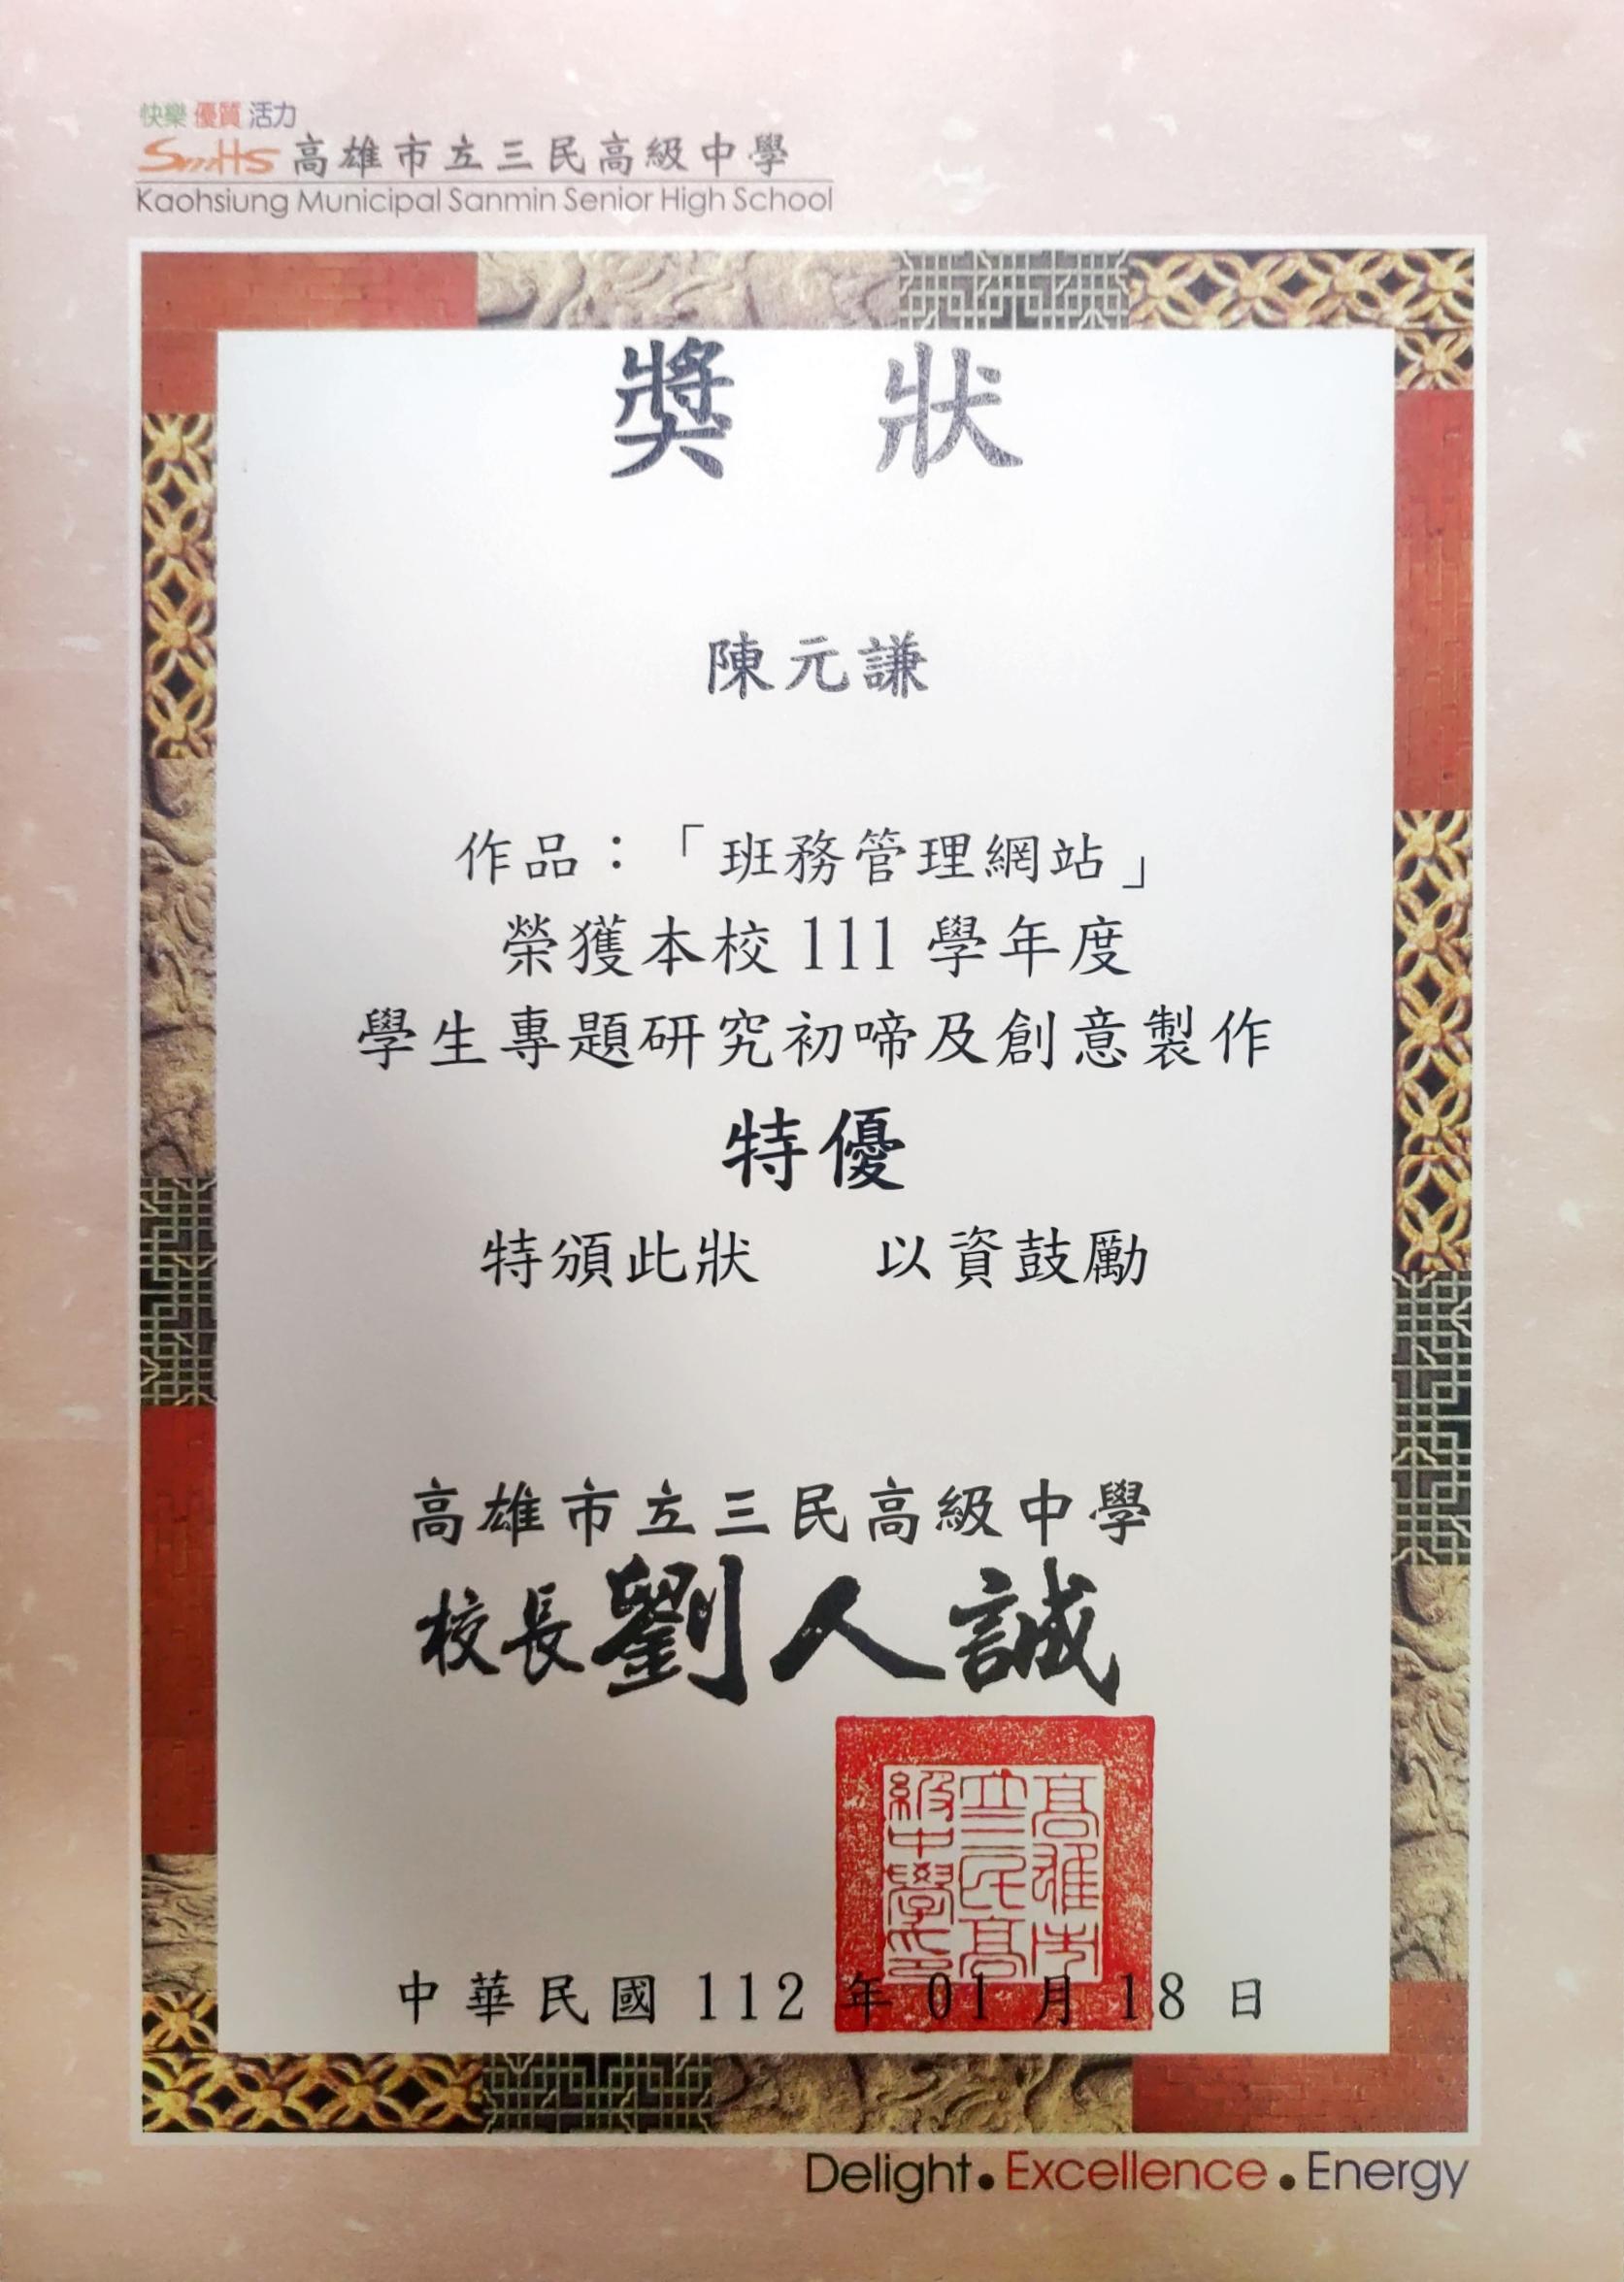 快樂 優質 活力
SmHS 高雄市立三民高級中學
Kaohsiung Municipal Sanmin Senior High School
獎 狀
陳元謙
作品：「班務管理網站」
榮獲本校111學年度
學生專題研究初啼及創意製作
特優
特頒此狀 以資鼓勵
高雄市立三民高級中學
校長劉人誠
高雄市立三民高級中學印
中華民國 112 年 01 月 18 日
Delight • Excellence • Energy